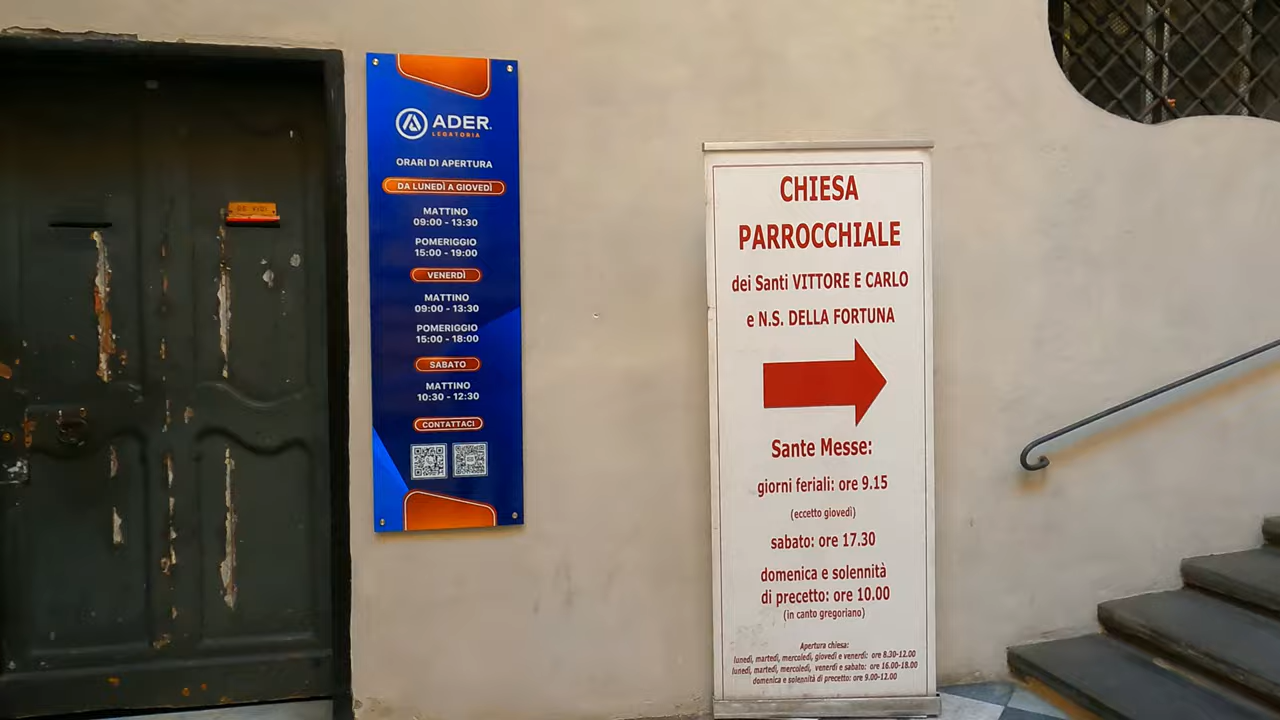 ADER.
LEGATORIA
ORARI DI APERTURA
DA LUNEDÌ A GIOVEDÌ
MATTINO
09:00 - 13:30
POMERIGGIO
15:00 - 19:00
VENERDÌ
MATTINO
09:00 - 13:30
POMERIGGIO
15:00 - 18:00
SABATO
MATTINO
10:30 - 12:30
CONTATTACI
CHIESA
PARROCCHIALE
dei Santi VITTORE E CARLO
e N.S. DELLA FORTUNA
Sante Messe:
giorni feriali: ore 9.15
(eccetto giovedì)
sabato: ore 17.30
domenica e solennità
di precetto: ore 10.00
(in canto gregoriano)
Apertura chiesa:
lunedì, martedì, mercoledì, giovedì e venerdì: ore 8.30-12.00
lunedì, martedì, mercoledì, venerdì e sabato: ore 16.00-18.00
domenica e solennità di precetto: ore 9.00-12.00